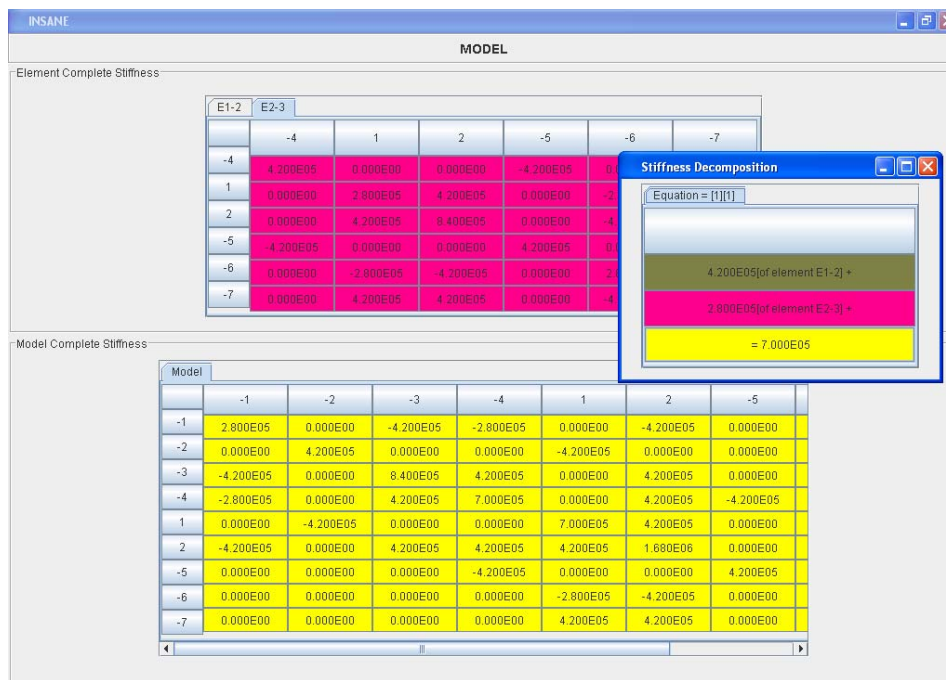 INSANE
MODEL
Element Complete Stiffness
E1-2 E2-3
-4 1 2 -5 -6 -7
-4 4.200E05 0.000E00 0.000E00 -4.200E05
1 0.000E00 2.800E05 4.200E05 0.000E00
2 0.000E00 4.200E05 8.400E05 0.000E00
-5 -4.200E05 0.000E00 0.000E00 4.200E05
-6 0.000E00 -2.800E05 -4.200E05 0.000E00
-7 0.000E00 4.200E05 4.200E05 0.000E00
Stiffness Decomposition
Equation = [1][1]
4.200E05[of element E1-2] +
2.800E05[of element E2-3] +
= 7.000E05
Model Complete Stiffness
Model
-1 -2 -3 -4 1 2 -5
-1 2.800E05 0.000E00 -4.200E05 -2.800E05 0.000E00 -4.200E05 0.000E00
-2 0.000E00 4.200E05 0.000E00 0.000E00 -4.200E05 0.000E00 0.000E00
-3 -4.200E05 0.000E00 8.400E05 4.200E05 0.000E00 4.200E05 0.000E00
-4 -2.800E05 0.000E00 4.200E05 7.000E05 0.000E00 4.200E05 -4.200E05
1 0.000E00 -4.200E05 0.000E00 0.000E00 7.000E05 4.200E05 0.000E00
2 -4.200E05 0.000E00 4.200E05 4.200E05 4.200E05 1.680E06 0.000E00
-5 0.000E00 0.000E00 0.000E00 -4.200E05 0.000E00 0.000E00 4.200E05
-6 0.000E00 0.000E00 0.000E00 0.000E00 -2.800E05 -4.200E05 0.000E00
-7 0.000E00 0.000E00 0.000E00 0.000E00 4.200E05 4.200E05 0.000E00